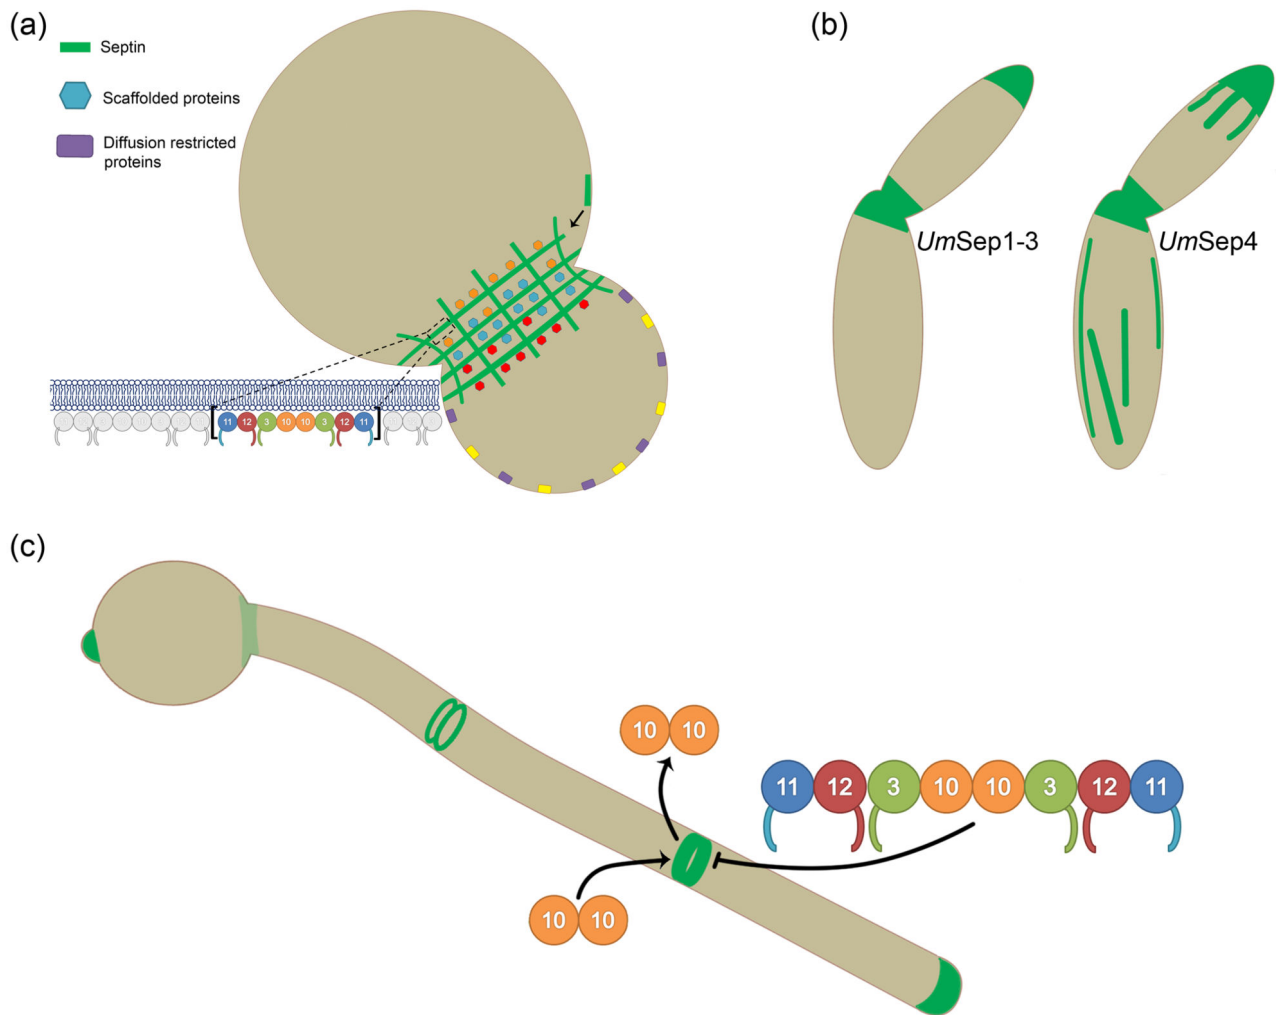 (a)
Septin
Scaffolded proteins
Diffusion restricted
proteins
11 12 3 10 10 3 12 11
(b)
UmSep1-3
UmSep4
(c)
10 10
11 12 3 10 10 3 12 11
10 10